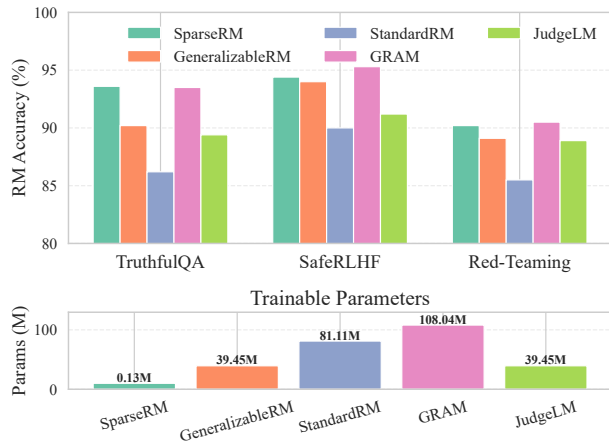 100
95
90
85
80
RM Accuracy (%)
SparseRM
GeneralizableRM
StandardRM
GRAM
JudgeLM
TruthfulQA
SafeRLHF
Red-Teaming
Trainable Parameters
100
0
Params (M)
0.13M
39.45M
81.11M
108.04M
39.45M
SparseRM
GeneralizableRM
StandardRM
GRAM
JudgeLM